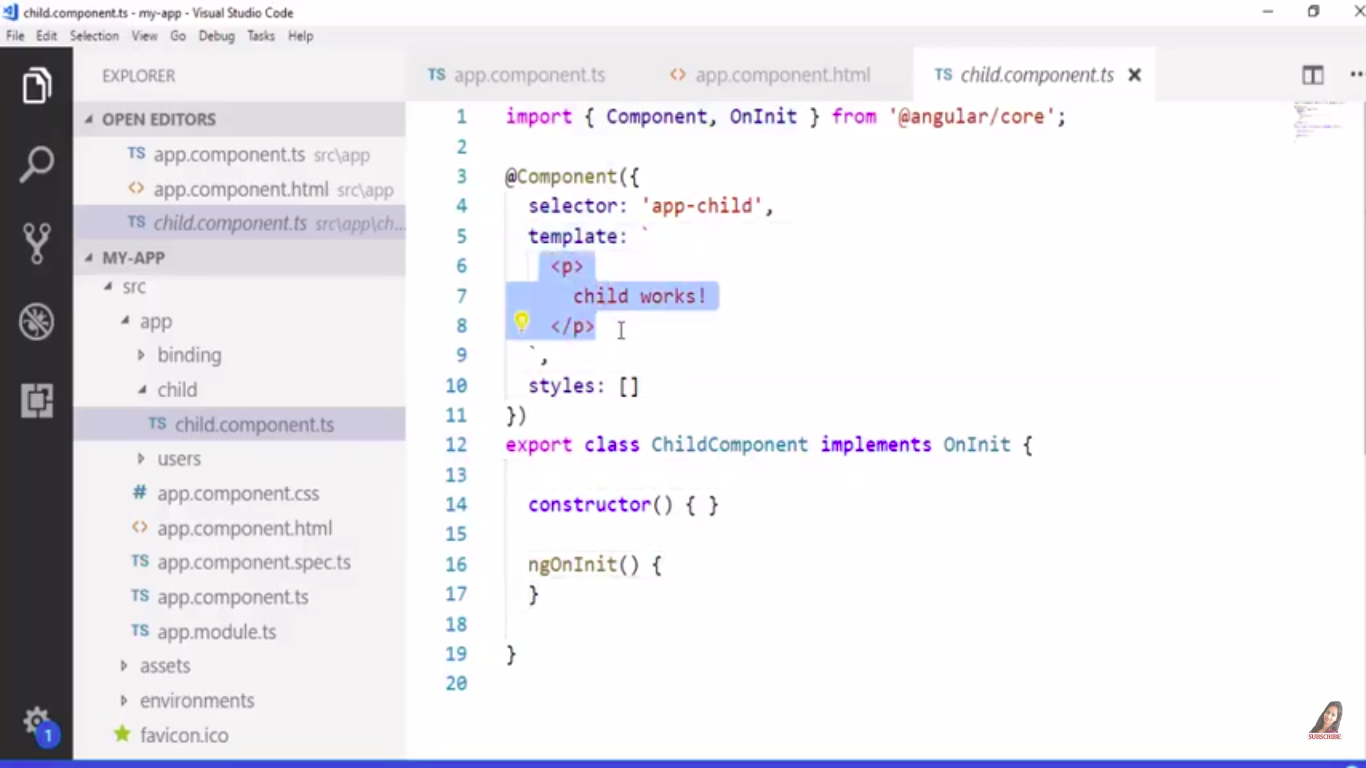 child.component.ts - my-app - Visual Studio Code
File Edit Selection View Go Debug Tasks Help
EXPLORER
OPEN EDITORS
TS app.component.ts src\app
<> app.component.html src\app
TS child.component.ts src\app\ch...
MY-APP
src
app
binding
child
TS child.component.ts
users
# app.component.css
<> app.component.html
TS app.component.spec.ts
TS app.component.ts
TS app.module.ts
assets
environments
favicon.ico
1
TS app.component.ts <> app.component.html TS child.component.ts
1 import { Component, OnInit } from '@angular/core';
2
3 @Component({
4 selector: 'app-child',
5 template: `
6 <p>
7 child works!
8 </p>
9 `,
10 styles: []
11 })
12 export class ChildComponent implements OnInit {
13
14 constructor() { }
15
16 ngOnInit() {
17 }
18
19 }
20
SUBSCRIBE